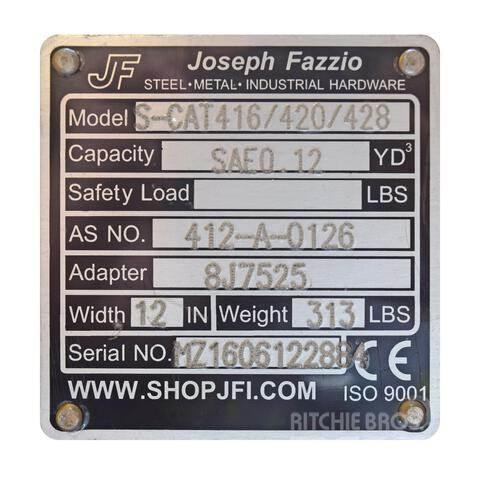 JF Joseph Fazzio
STEEL·METAL·INDUSTRIAL HARDWARE
Model S-CAT416/420/428
Capacity SAE0.12 YD³
Safety Load LBS
AS NO. 412-A-0126
Adapter 8J7525
Width 12 IN Weight 313 LBS
Serial NO. MZ1606122884 CE
WWW.SHOPJFI.COM ISO 9001
RITCHIE BROS